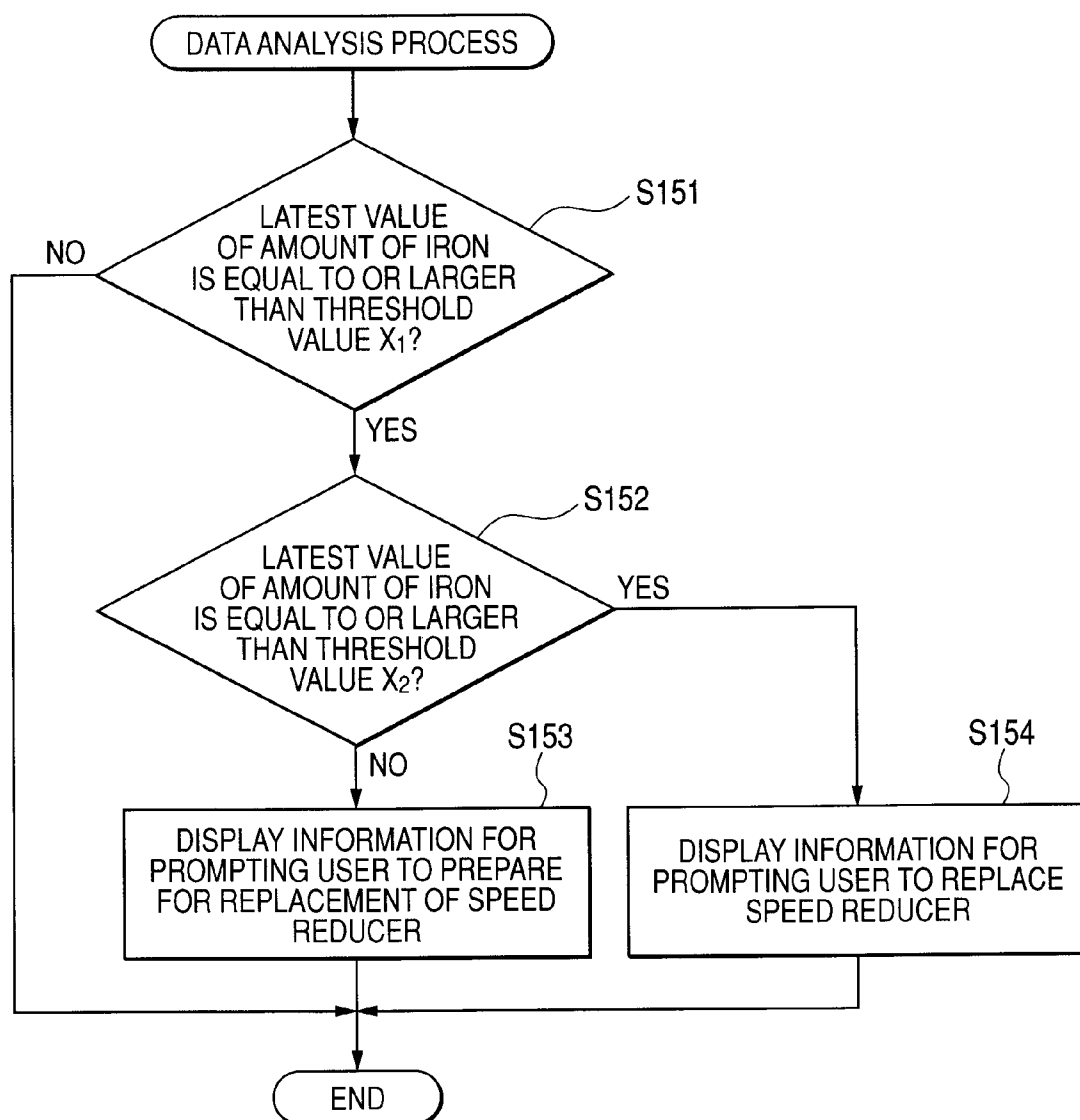 DATA ANALYSIS PROCESS
S151
LATEST VALUE
OF AMOUNT OF IRON
IS EQUAL TO OR LARGER
THAN THRESHOLD
VALUE X₁?
NO
YES
S152
LATEST VALUE
OF AMOUNT OF IRON
IS EQUAL TO OR LARGER
THAN THRESHOLD
VALUE X₂?
YES
NO
S153
DISPLAY INFORMATION FOR
PROMPTING USER TO PREPARE
FOR REPLACEMENT OF SPEED
REDUCER
S154
DISPLAY INFORMATION FOR
PROMPTING USER TO REPLACE
SPEED REDUCER
END